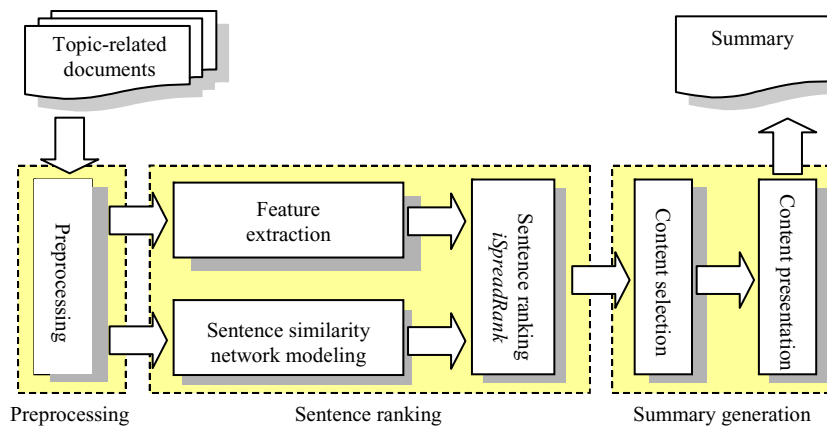 Topic-related
documents
Summary
Preprocessing
Feature
extraction
Sentence similarity
network modeling
Sentence ranking
iSpreadRank
Content selection
Content presentation
Preprocessing
Sentence ranking
Summary generation